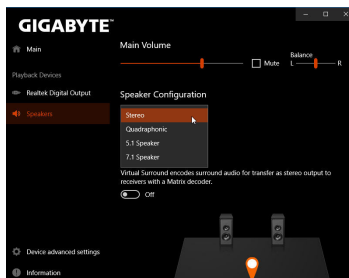 GIGABYTE™
Main
Playback Devices
Realtek Digital Output
Speakers
Device advanced settings
Information
Main Volume
Mute
Balance
L R
Speaker Configuration
Stereo
Quadraphonic
5.1 Speaker
7.1 Speaker
Virtual Surround encodes surround audio for transfer as stereo output to
receivers with a Matrix decoder.
Off